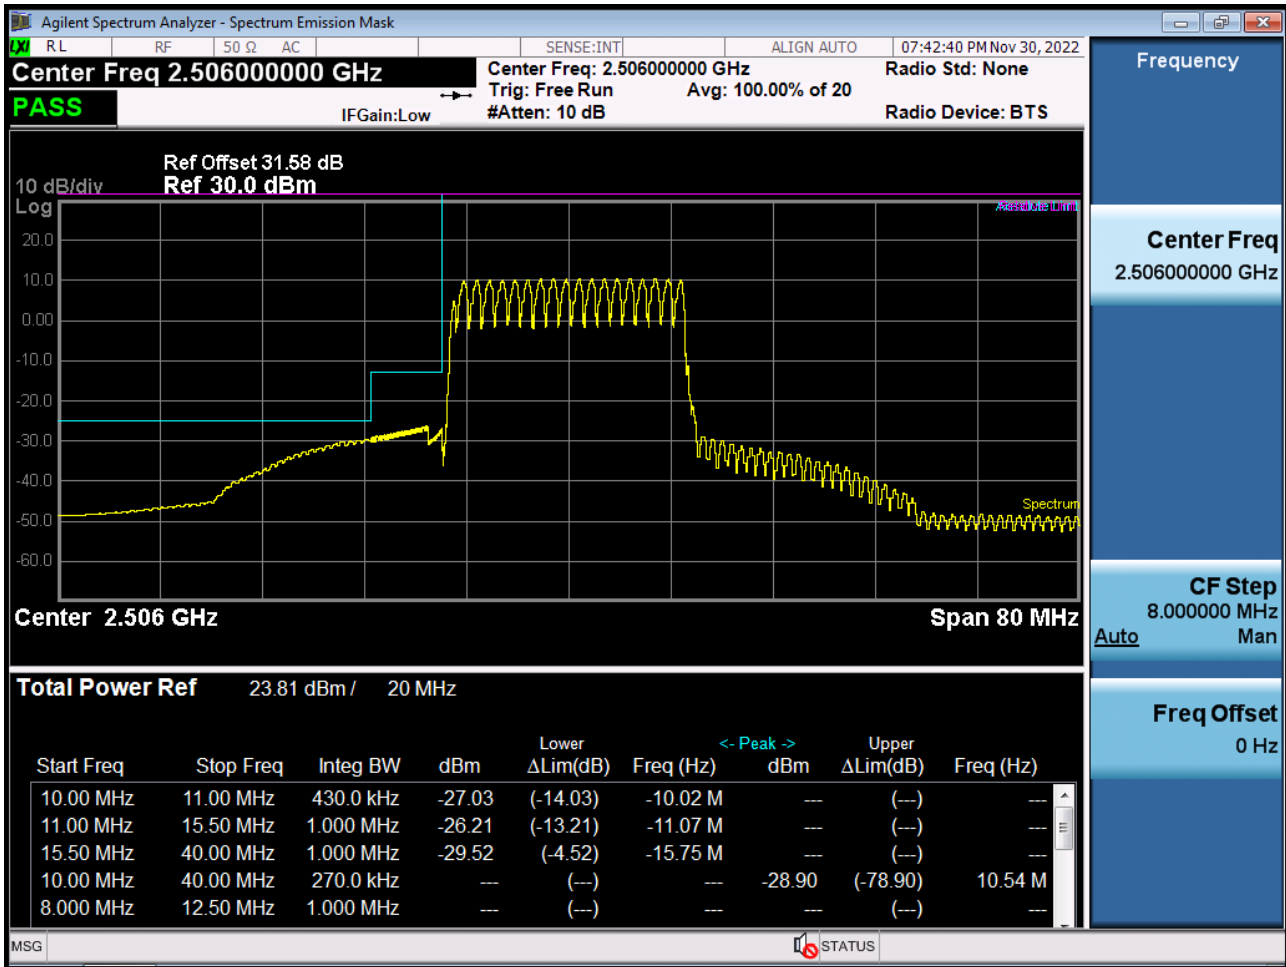 Agilent Spectrum Analyzer - Spectrum Emission Mask
LXI RL RF 50 Ω AC SENSE:INT ALIGN AUTO 07:42:40 PM Nov 30, 2022
Center Freq 2.506000000 GHz
Center Freq: 2.506000000 GHz Radio Std: None
Trig: Free Run Avg: 100.00% of 20
PASS
IFGain:Low #Atten: 10 dB Radio Device: BTS
Ref Offset 31.58 dB
10 dB/div Ref 30.0 dBm
Log
Absolute Limit
20.0
10.0
0.00
-10.0
-20.0
-30.0
-40.0
-50.0
-60.0
Spectrum
Center 2.506 GHz Span 80 MHz
Total Power Ref 23.81 dBm / 20 MHz
Lower <- Peak -> Upper
Start Freq Stop Freq Integ BW dBm ΔLim(dB) Freq (Hz) dBm ΔLim(dB) Freq (Hz)
10.00 MHz 11.00 MHz 430.0 kHz -27.03 (-14.03) -10.02 M --- (---) ---
11.00 MHz 15.50 MHz 1.000 MHz -26.21 (-13.21) -11.07 M --- (---) ---
15.50 MHz 40.00 MHz 1.000 MHz -29.52 (-4.52) -15.75 M --- (---) ---
10.00 MHz 40.00 MHz 270.0 kHz --- (---) --- -28.90 (-78.90) 10.54 M
8.000 MHz 12.50 MHz 1.000 MHz --- (---) --- --- (---) ---
MSG STATUS
Frequency
Center Freq
2.506000000 GHz
CF Step
8.000000 MHz
Auto Man
Freq Offset
0 Hz